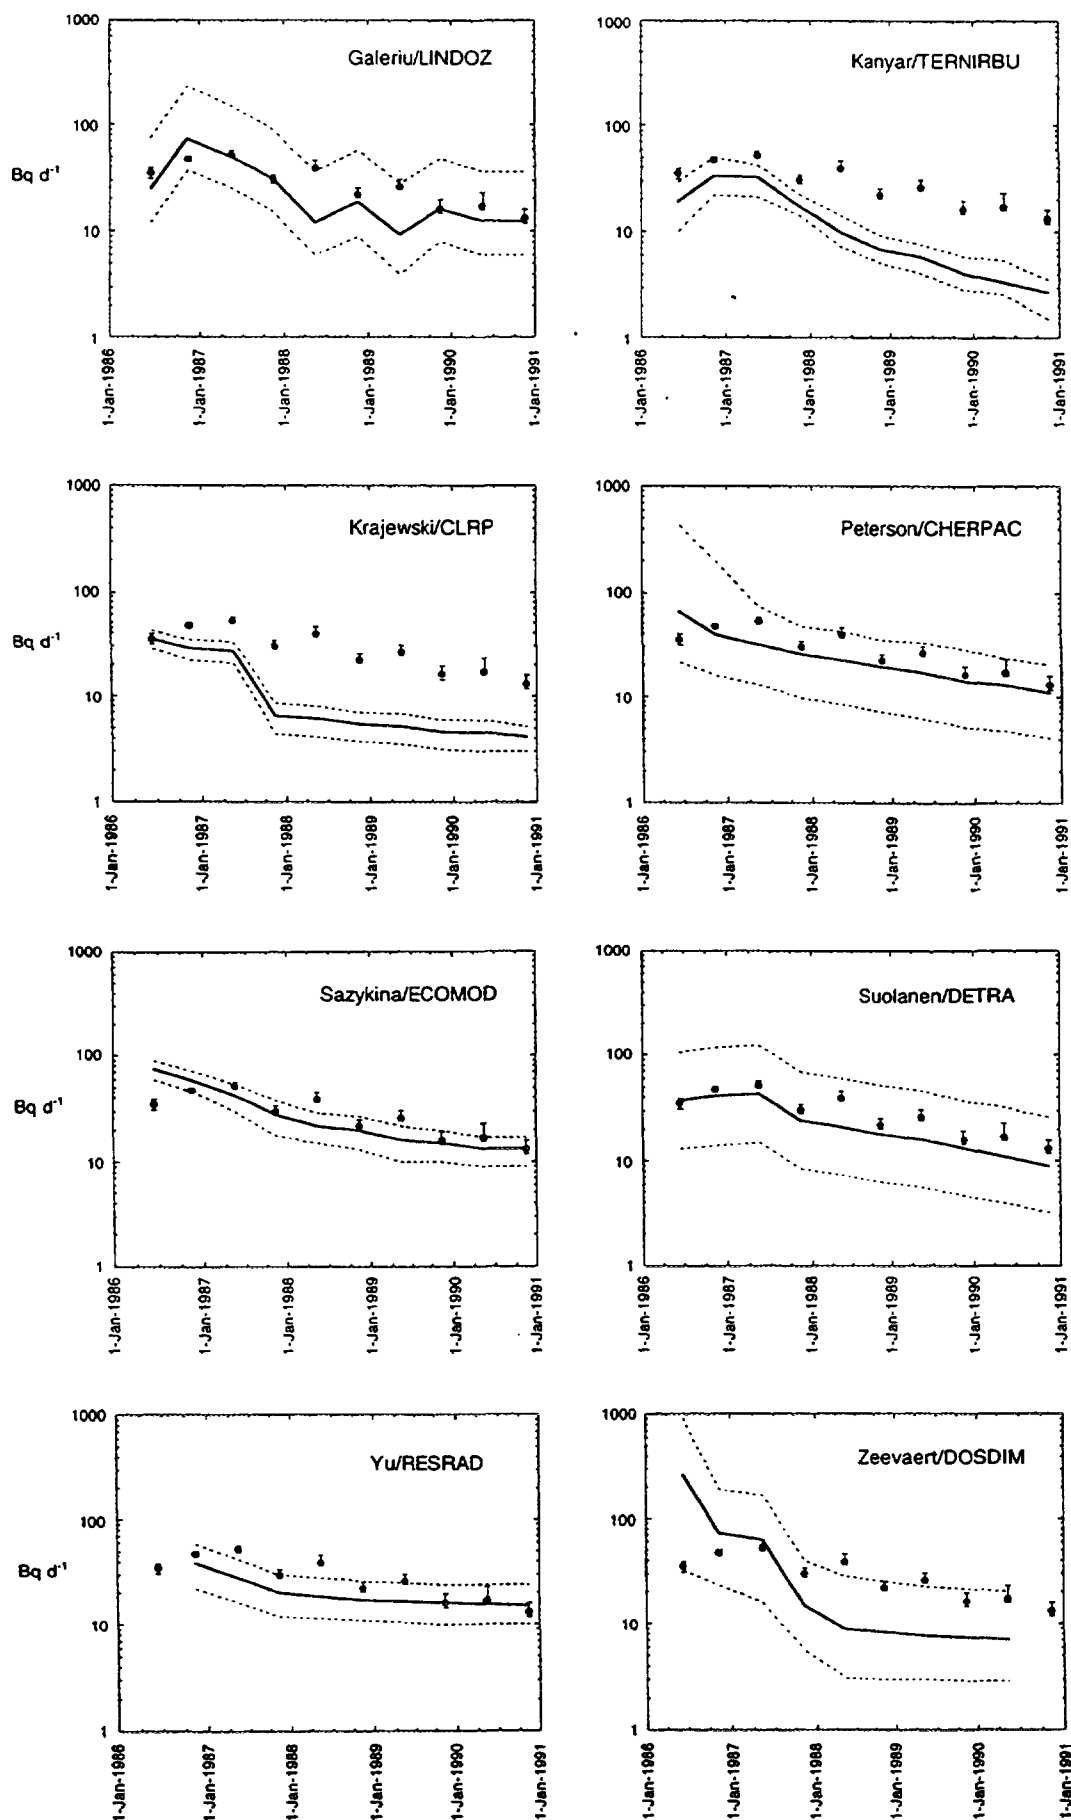 Galeriu/LINDOZ
Bq d⁻¹
1000
100
10
1
1-Jan-1986
1-Jan-1987
1-Jan-1988
1-Jan-1989
1-Jan-1990
1-Jan-1991
Kanyar/TERNIRBU
1000
100
10
1
1-Jan-1986
1-Jan-1987
1-Jan-1988
1-Jan-1989
1-Jan-1990
1-Jan-1991
Krajewski/CLRP
Bq d⁻¹
1000
100
10
1
1-Jan-1986
1-Jan-1987
1-Jan-1988
1-Jan-1989
1-Jan-1990
1-Jan-1991
Peterson/CHERPAC
1000
100
10
1
1-Jan-1986
1-Jan-1987
1-Jan-1988
1-Jan-1989
1-Jan-1990
1-Jan-1991
Sazykina/ECOMOD
Bq d⁻¹
1000
100
10
1
1-Jan-1986
1-Jan-1987
1-Jan-1988
1-Jan-1989
1-Jan-1990
1-Jan-1991
Suolanen/DETRA
1000
100
10
1
1-Jan-1986
1-Jan-1987
1-Jan-1988
1-Jan-1989
1-Jan-1990
1-Jan-1991
Yu/RESRAD
Bq d⁻¹
1000
100
10
1
1-Jan-1986
1-Jan-1987
1-Jan-1988
1-Jan-1989
1-Jan-1990
1-Jan-1991
Zeevaert/DOSDIM
1000
100
10
1
1-Jan-1986
1-Jan-1987
1-Jan-1988
1-Jan-1989
1-Jan-1990
1-Jan-1991